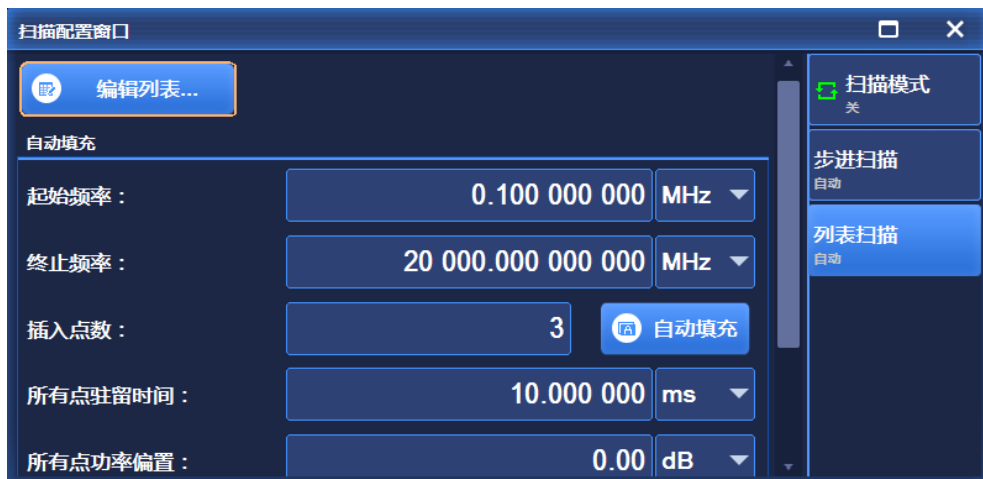 扫描配置窗口
编辑列表...
自动填充
起始频率：
0.100 000 000 MHz
终止频率：
20 000.000 000 000 MHz
插入点数：
3
自动填充
所有点驻留时间：
10.000 000 ms
所有点功率偏置：
0.00 dB
扫描模式
关
步进扫描
自动
列表扫描
自动